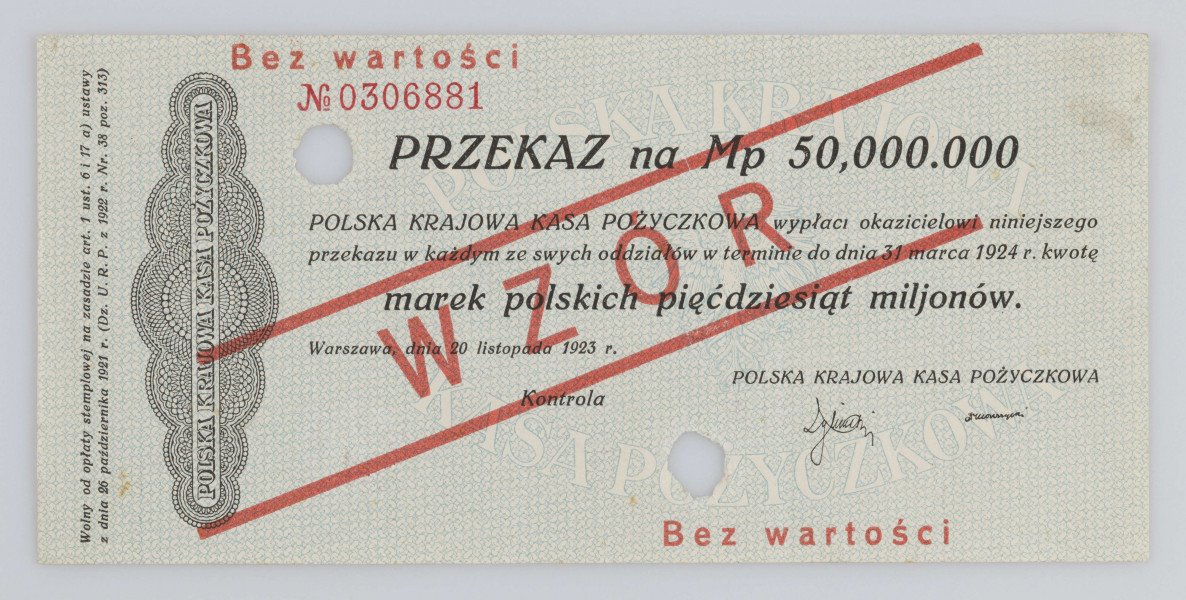 Bez wartości
№ 0306881
PRZEKAZ na Mp 50,000.000
POLSKA KRAJOWA KASA POŻYCZKOWA wypłaci okazicielowi niniejszego
przekazu w każdym ze swych oddziałów w terminie do dnia 31 marca 1924 r. kwotę
marek polskich pięćdziesiąt miljonów.
Warszawa, dnia 20 listopada 1923 r.
POLSKA KRAJOWA KASA POŻYCZKOWA
Kontrola
WZOR
Bez wartości
POLSKA KRAJOWA KASA POŻYCZKOWA
Wolny od opłaty stemplowej na zasadzie art. 1 ust. 6 i 17 a) ustawy
z dnia 26 października 1921 r. (Dz. U. R. P. z 1922 r. Nr. 38 poz. 313)
POLSKA KRAJOWA
KASA POŻYCZKOWA